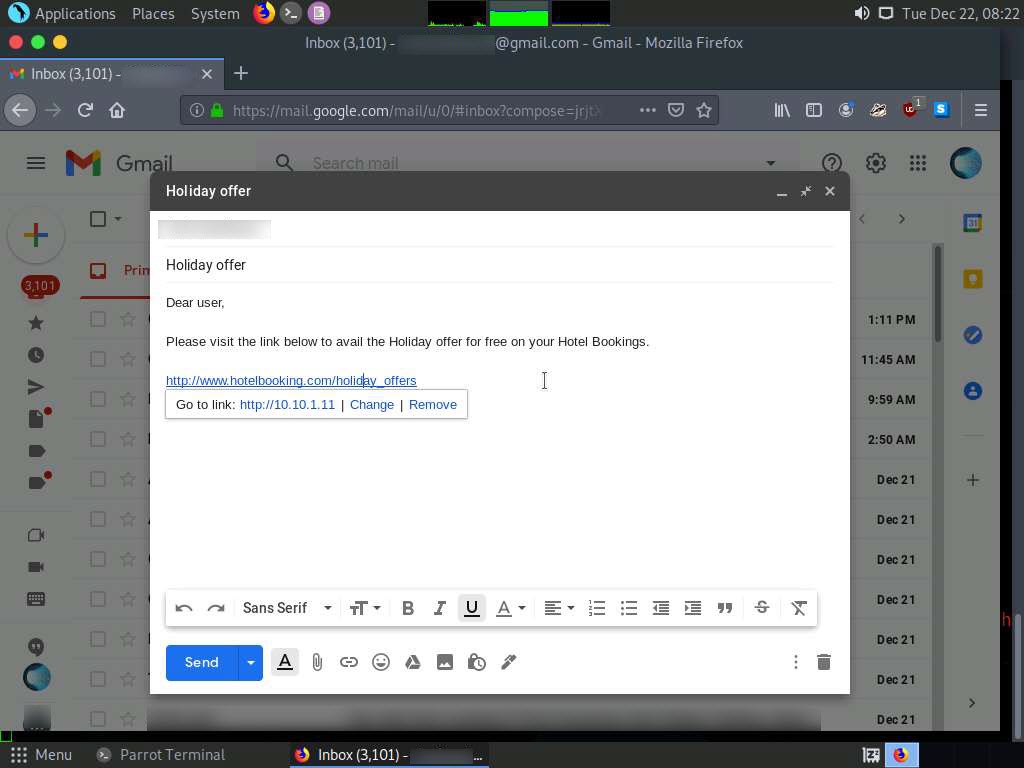 Applications Places System Tue Dec 22, 08:22
Inbox (3,101) - @gmail.com - Gmail - Mozilla Firefox
Inbox (3,101) -
https://mail.google.com/mail/u/0/#inbox?compose=jrjtX
1
S
Gmail Search mail
Holiday offer
31
Holiday offer
3,101 Prim
Dear user,
1:11 PM
Please visit the link below to avail the Holiday offer for free on your Hotel Bookings.
11:45 AM
http://www.hotelbooking.com/holiday_offers
Go to link: http://10.10.1.11 | Change | Remove
9:59 AM
2:50 AM
Dec 21
Dec 21
Dec 21
Dec 21
Sans Serif B I U A
Dec 21
Send A
Dec 21
Dec 21
Menu Parrot Terminal Inbox (3,101) - ...